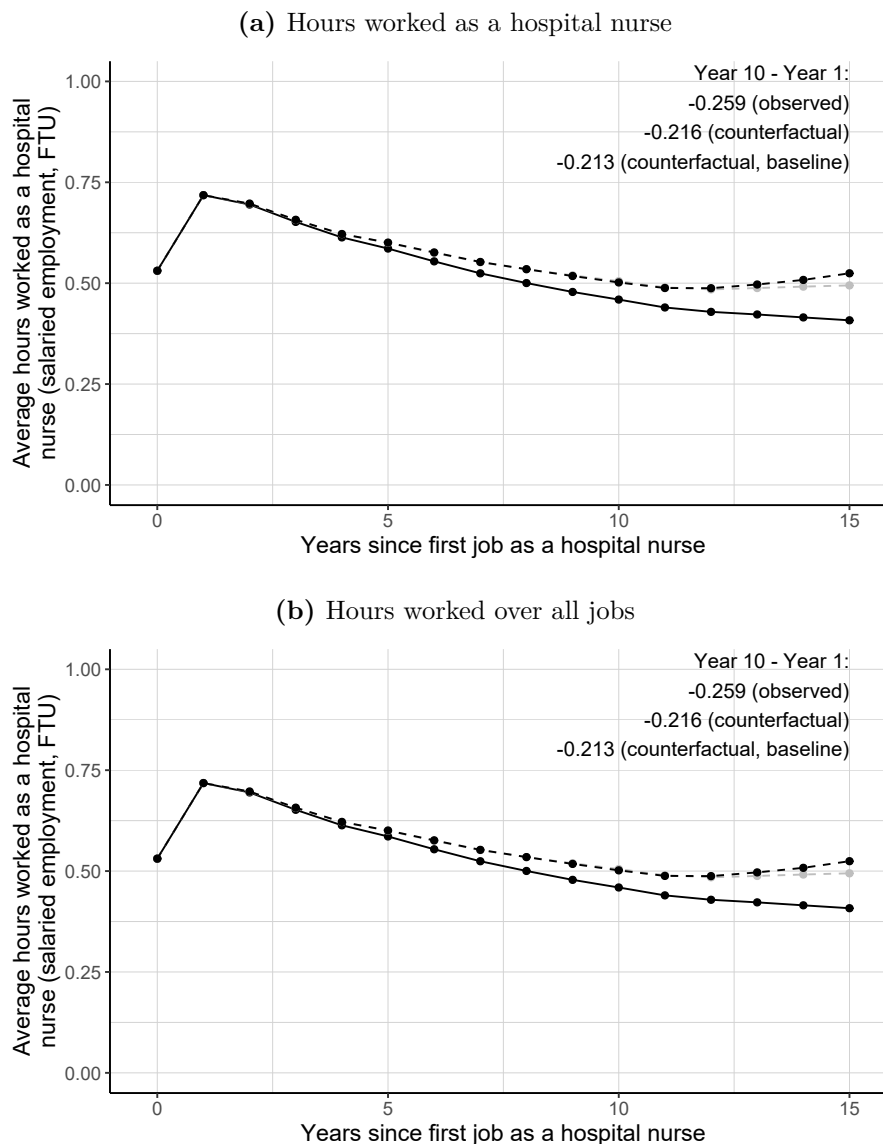 (a) Hours worked as a hospital nurse
Average hours worked as a hospital
nurse (salaried employment, FTU)
1.00
0.75
0.50
0.25
0.00
Year 10 - Year 1:
-0.259 (observed)
-0.216 (counterfactual)
-0.213 (counterfactual, baseline)
0 5 10 15
Years since first job as a hospital nurse
(b) Hours worked over all jobs
Average hours worked as a hospital
nurse (salaried employment, FTU)
1.00
0.75
0.50
0.25
0.00
Year 10 - Year 1:
-0.259 (observed)
-0.216 (counterfactual)
-0.213 (counterfactual, baseline)
0 5 10 15
Years since first job as a hospital nurse